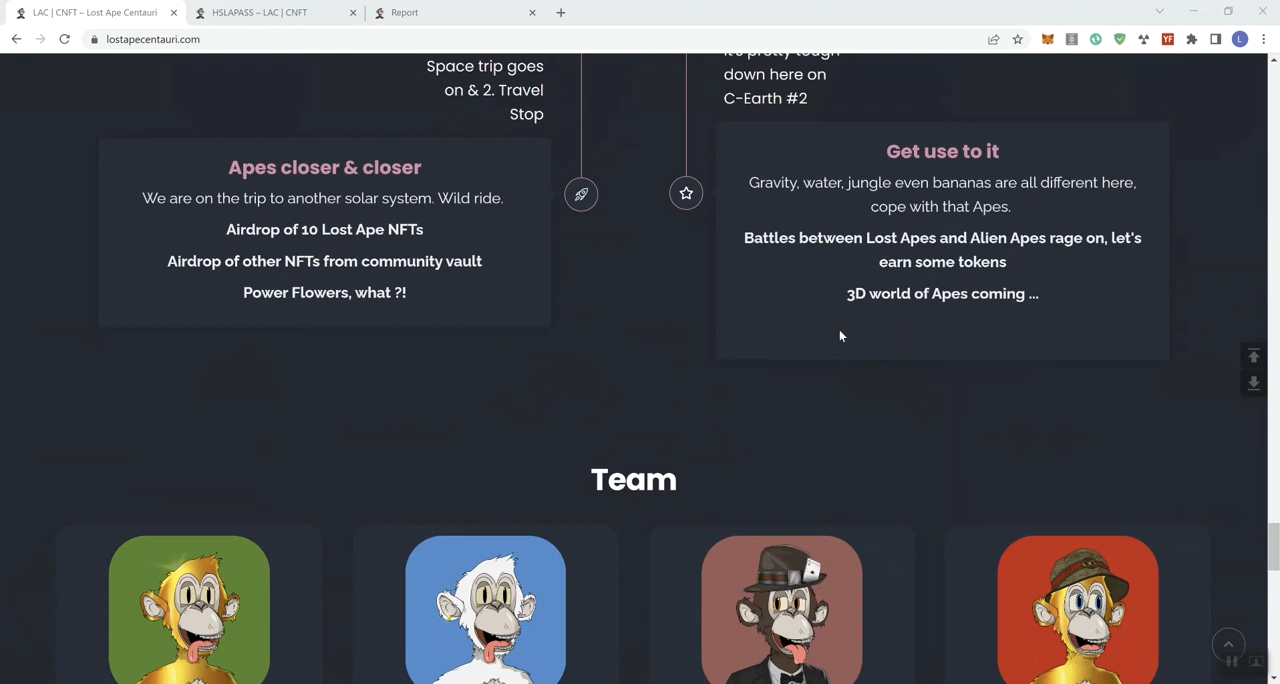 LAC | CNFT – Lost Ape Centauri
HSLAPASS – LAC | CNFT
Report
lostapecentauri.com
YF
L
Space trip goes
on & 2. Travel
Stop
It's pretty tough
down here on
C-Earth #2
Apes closer & closer
We are on the trip to another solar system. Wild ride.
Airdrop of 10 Lost Ape NFTs
Airdrop of other NFTs from community vault
Power Flowers, what ?!
Get use to it
Gravity, water, jungle even bananas are all different here,
cope with that Apes.
Battles between Lost Apes and Alien Apes rage on, let's
earn some tokens
3D world of Apes coming ...
Team